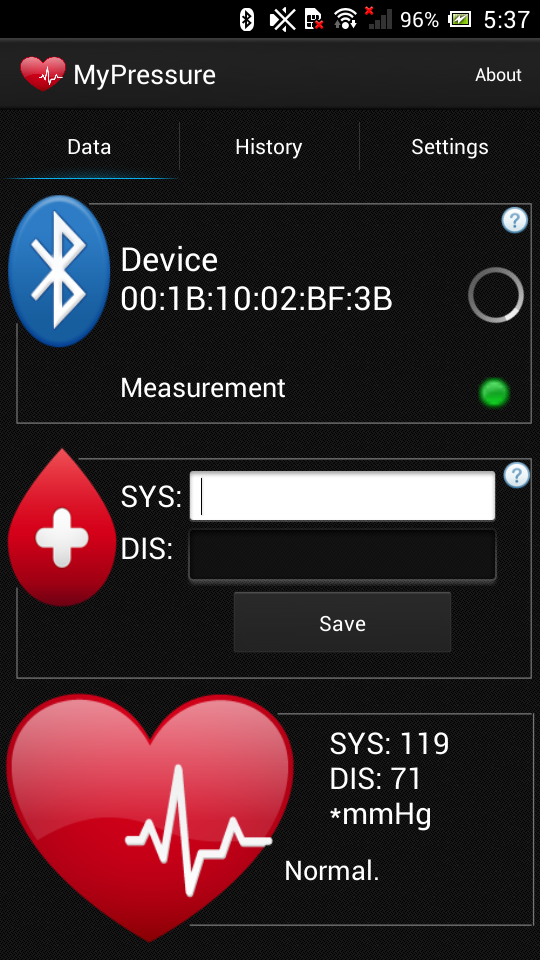 96% 5:37
MyPressure About
Data History Settings
?
Device
00:1B:10:02:BF:3B
Measurement
?
SYS:
DIS:
Save
SYS: 119
DIS: 71
*mmHg
Normal.